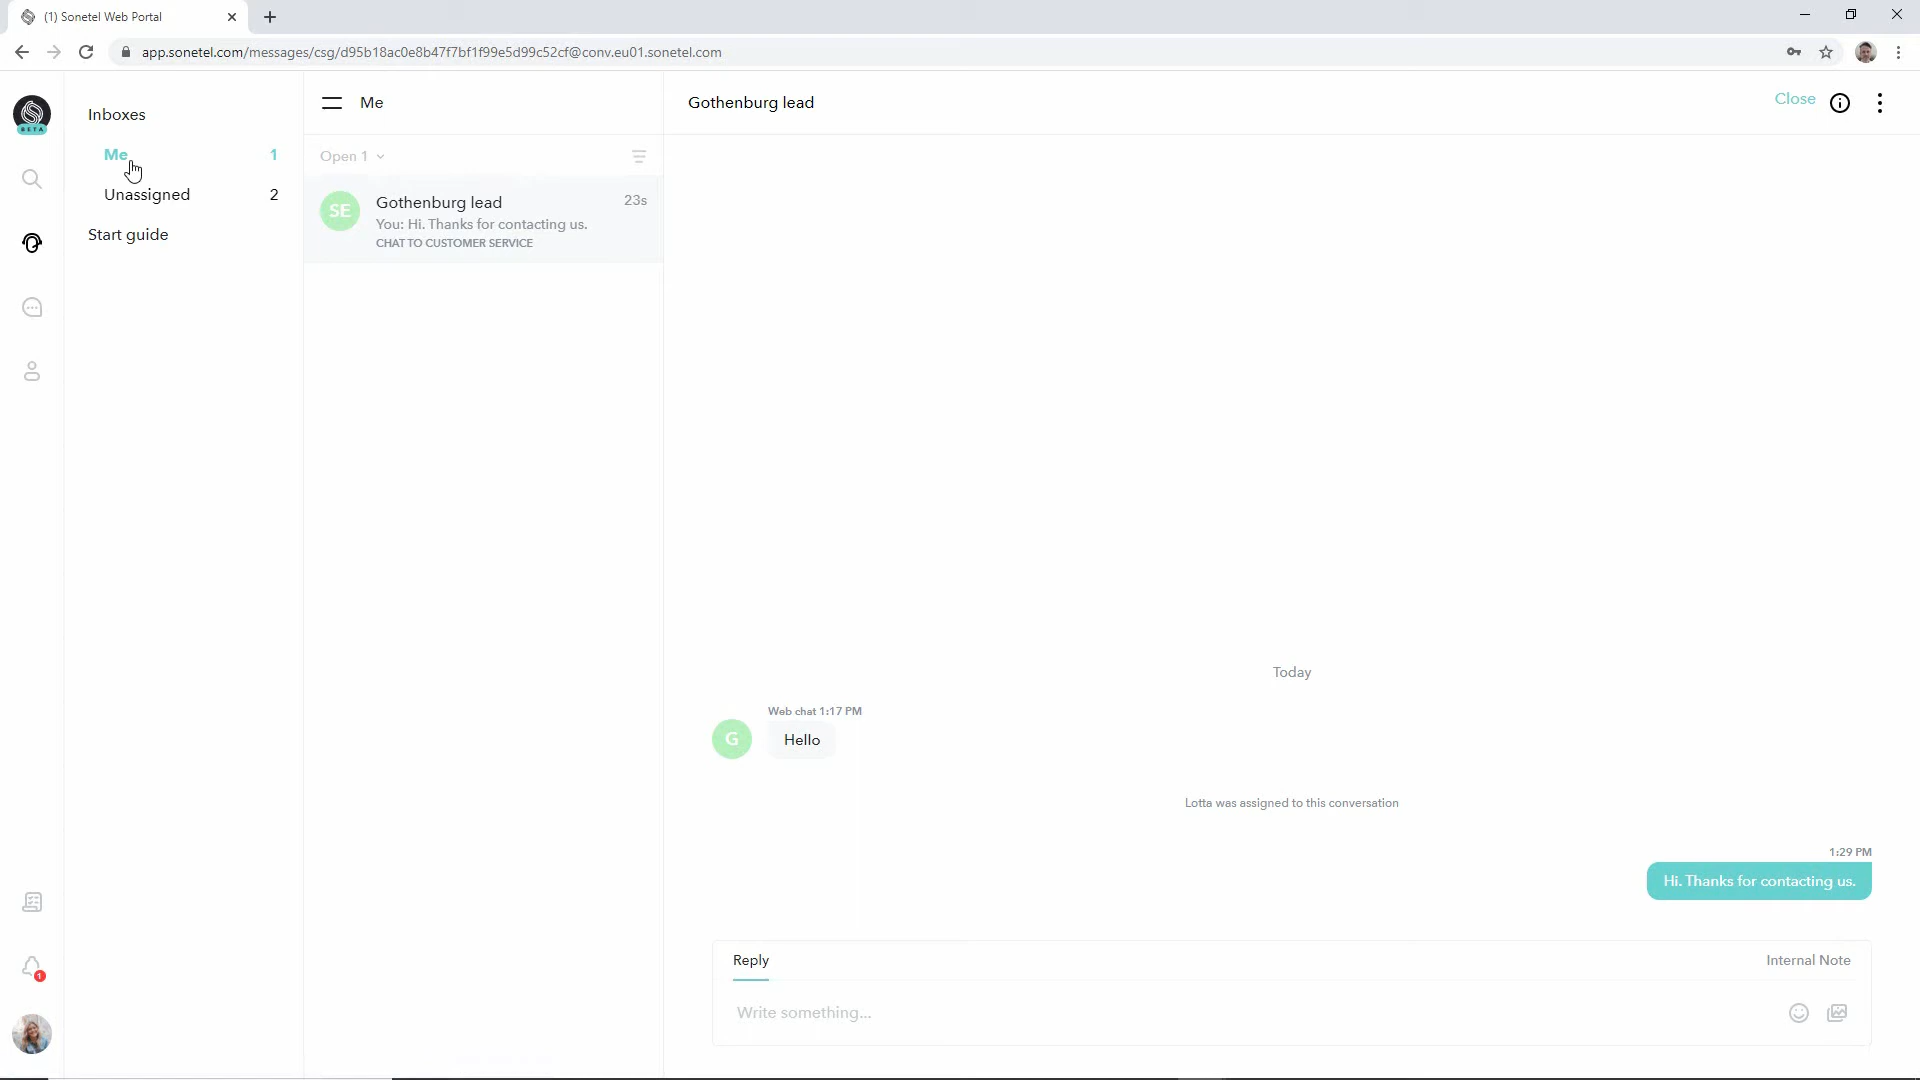 (1) Sonetel Web Portal
app.sonetel.com/messages/csg/d95b18ac0e8b47f7bf1f99e5d99c52cf@conv.eu01.sonetel.com
BETA
Inboxes
Me 1
Unassigned 2
Start guide
1
Me
Open 1
SE
Gothenburg lead 23s
You: Hi. Thanks for contacting us.
CHAT TO CUSTOMER SERVICE
Gothenburg lead
Close
Today
Web chat 1:17 PM
G
Hello
Lotta was assigned to this conversation
1:29 PM
Hi. Thanks for contacting us.
Reply Internal Note
Write something...